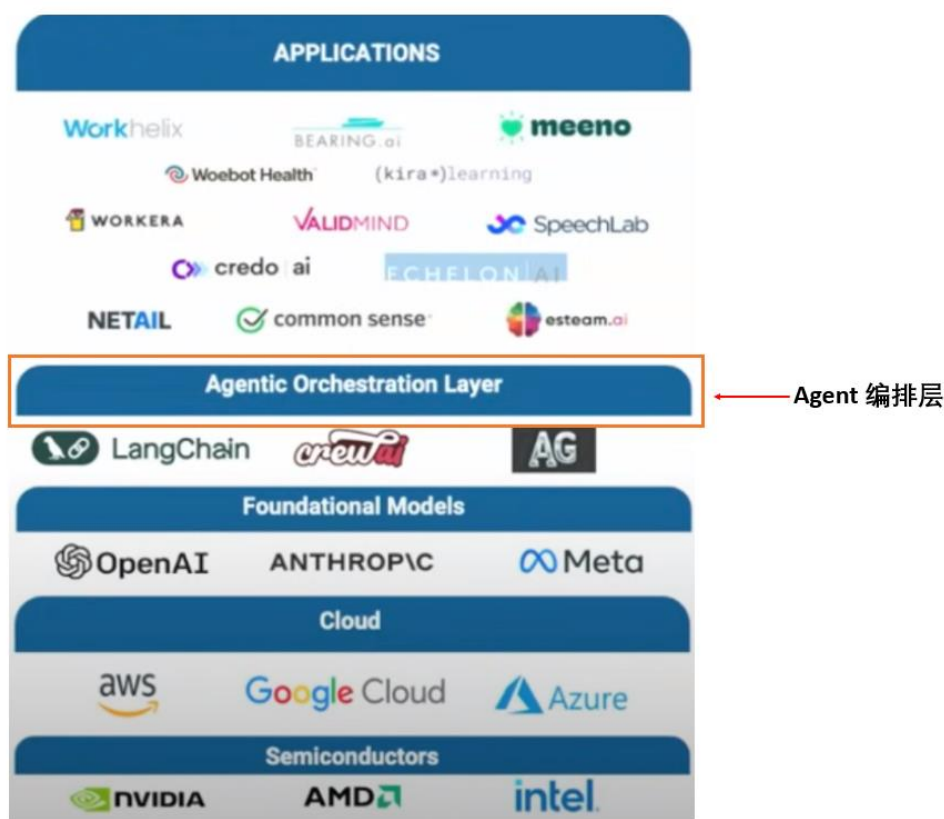 APPLICATIONS
Workhelix BEARING.ai meeno
Woebot Health (kira*)learning
WORKERA VALIDMIND SpeechLab
credo ai ECHELON AI
NETAIL common sense esteam.ai
Agentic Orchestration Layer
Agent 编排层
LangChain crewai AG
Foundational Models
OpenAI ANTHROP\C Meta
Cloud
aws Google Cloud Azure
Semiconductors
NVIDIA AMD intel.